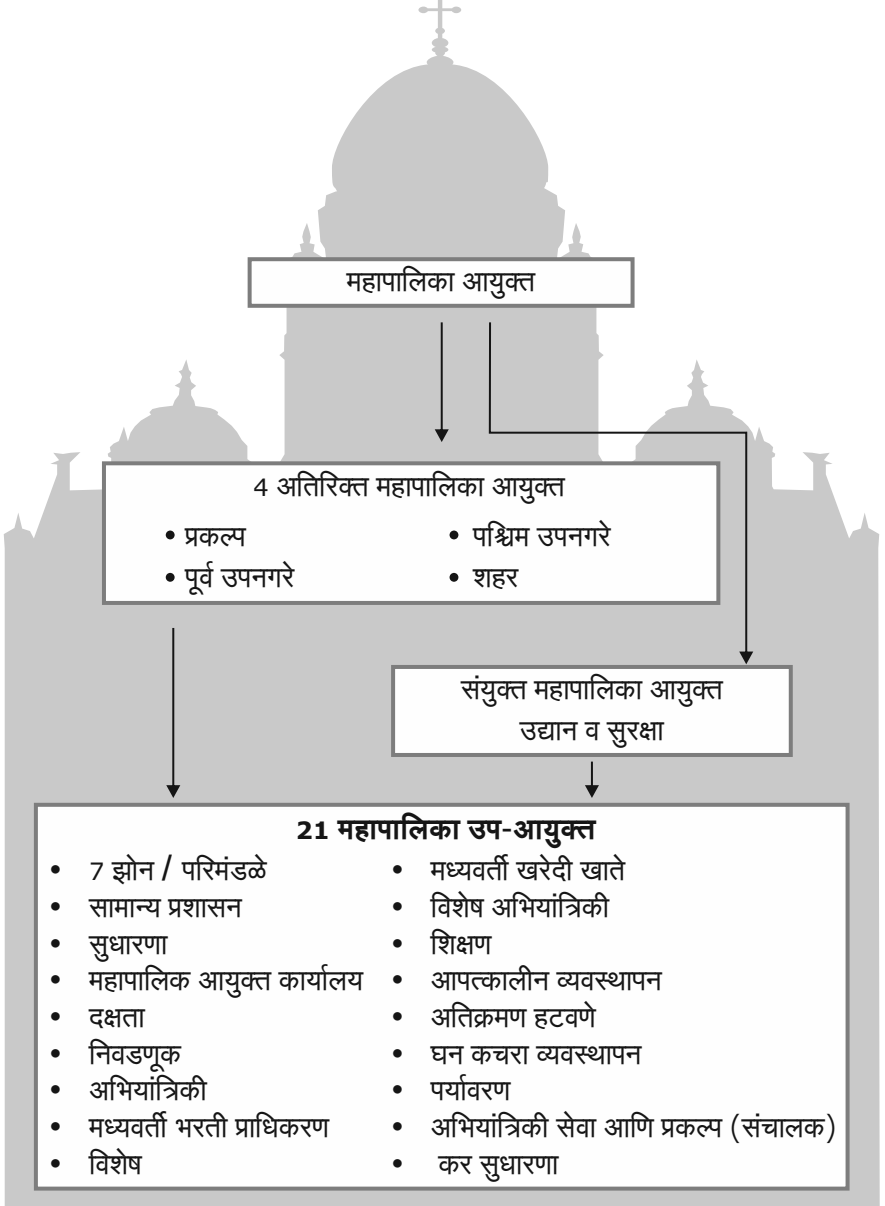 महापालिका आयुक्त
4 अतिरिक्त महापालिका आयुक्त
• प्रकल्प
• पूर्व उपनगरे
• पश्चिम उपनगरे
• शहर
संयुक्त महापालिका आयुक्त
उद्यान व सुरक्षा
21 महापालिका उप-आयुक्त
• 7 झोन / परिमंडळे
• सामान्य प्रशासन
• सुधारणा
• महापालिक आयुक्त कार्यालय
• दक्षता
• निवडणूक
• अभियांत्रिकी
• मध्यवर्ती भरती प्राधिकरण
• विशेष
• मध्यवर्ती खरेदी खाते
• विशेष अभियांत्रिकी
• शिक्षण
• आपत्कालीन व्यवस्थापन
• अतिक्रमण हटवणे
• घन कचरा व्यवस्थापन
• पर्यावरण
• अभियांत्रिकी सेवा आणि प्रकल्प (संचालक)
• कर सुधारणा